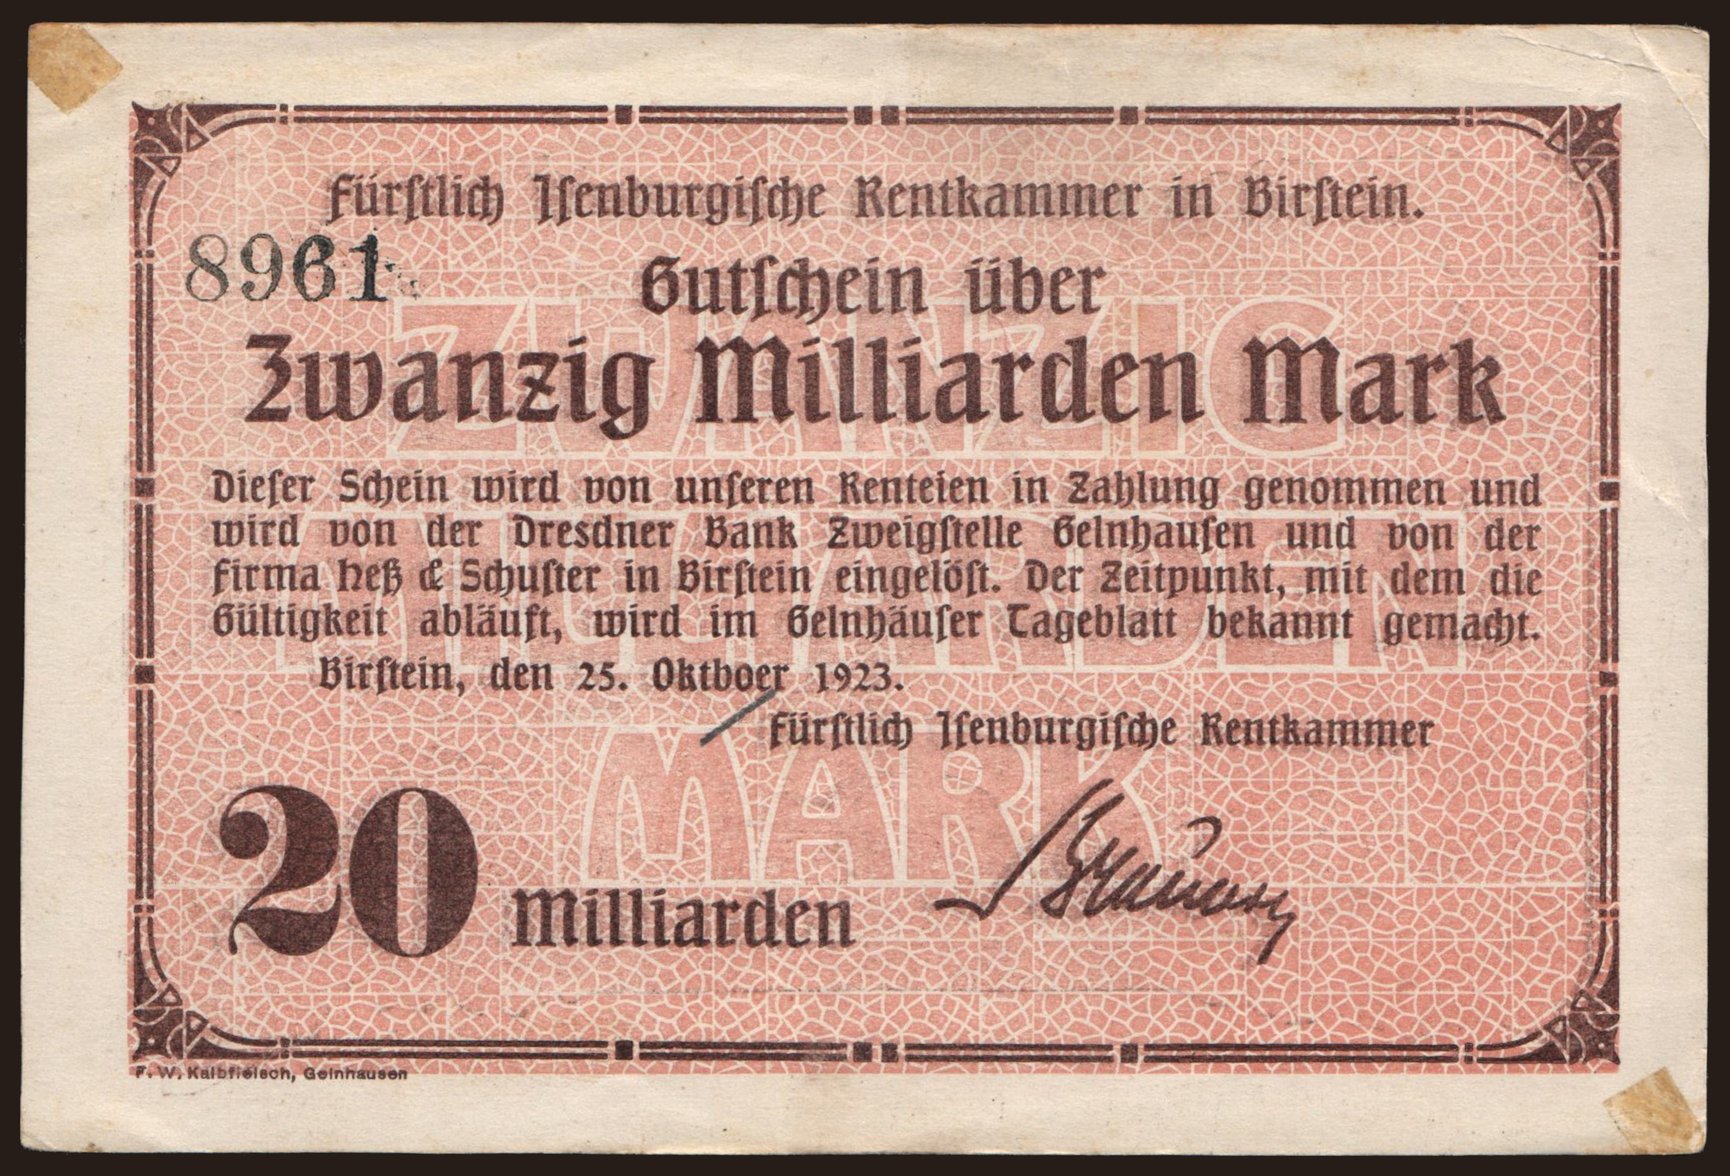 Fürstlich Isenburgische Rentkammer in Birstein.
8961
Gutschein über
Zwanzig Milliarden Mark
ZWANZIG
MILLIARDEN
MARK
Dieser Schein wird von unseren Renteien in Zahlung genommen und
wird von der Dresdner Bank Zweigstelle Gelnhausen und von der
Firma Heß & Schuster in Birstein eingelöst. Der Zeitpunkt, mit dem die
Gültigkeit abläuft, wird im Gelnhäuser Tageblatt bekannt gemacht.
Birstein, den 25. Oktboer 1923.
Fürstlich Isenburgische Rentkammer
20 Milliarden
F. W. Kalbfleisch, Gelnhausen